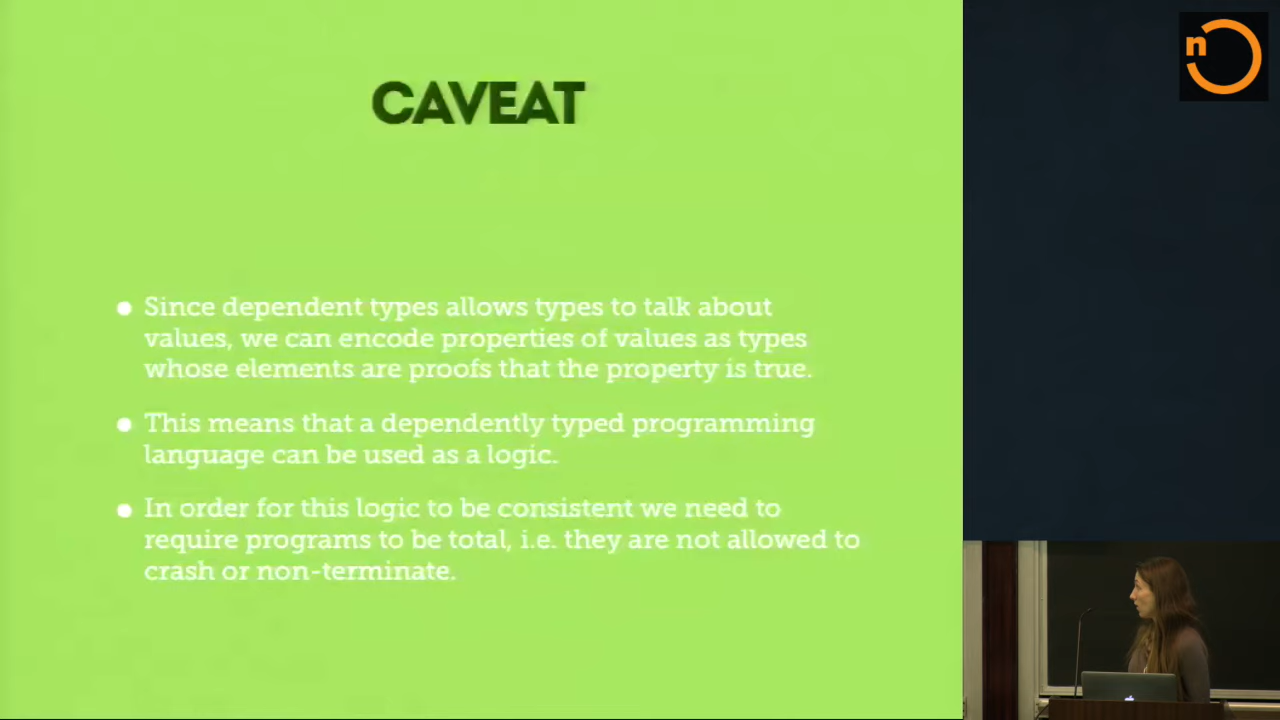 n
CAVEAT
Since dependent types allows types to talk about
values, we can encode properties of values as types
whose elements are proofs that the property is true.
This means that a dependently typed programming
language can be used as a logic.
In order for this logic to be consistent we need to
require programs to be total, i.e. they are not allowed to
crash or non-terminate.